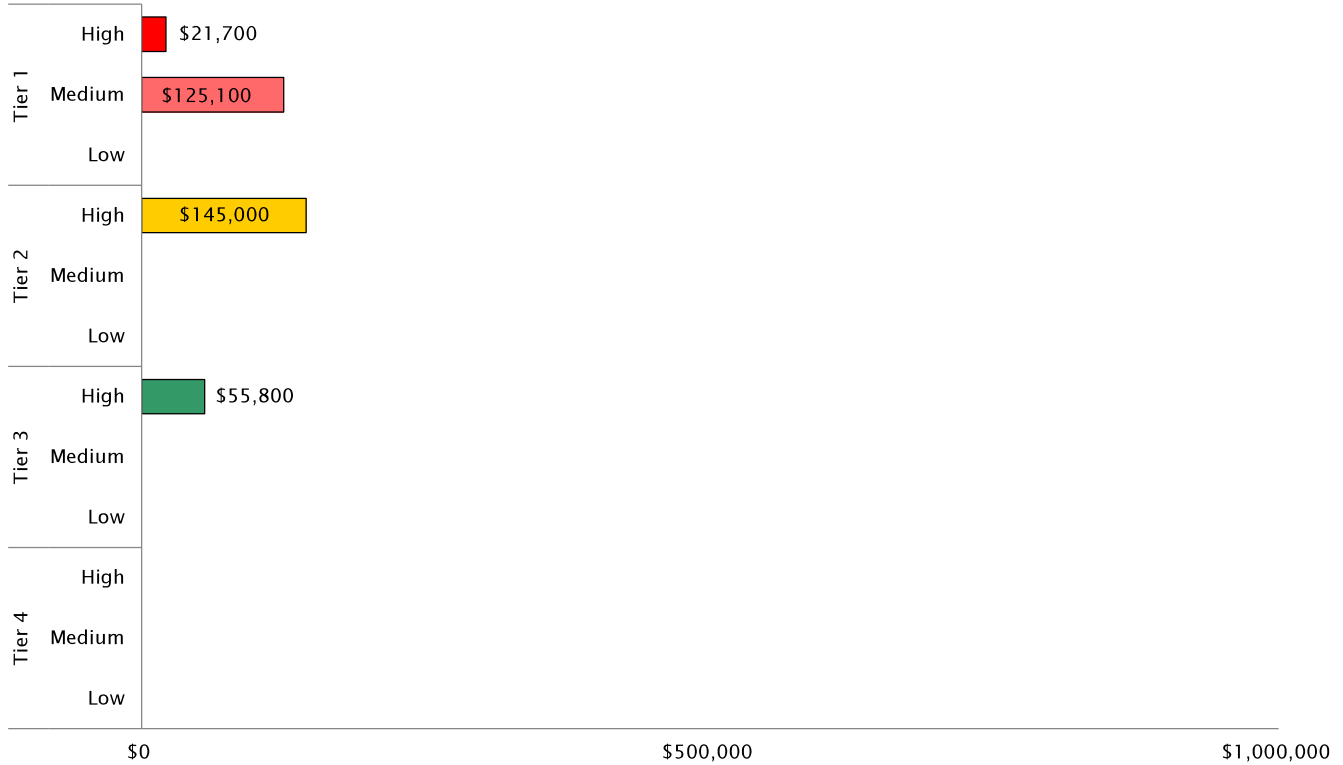 Tier 1
High $21,700
Medium $125,100
Low
Tier 2
High $145,000
Medium
Low
Tier 3
High $55,800
Medium
Low
Tier 4
High
Medium
Low
$0 $500,000 $1,000,000